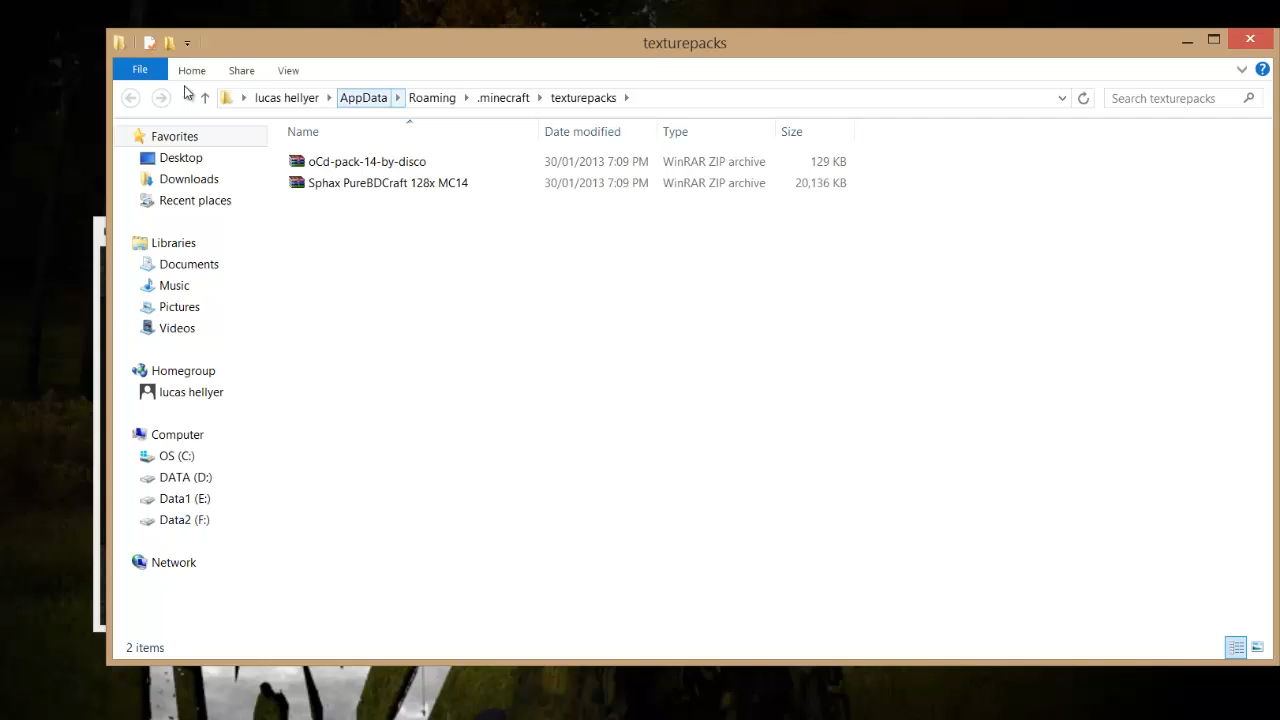 texturepacks
File Home Share View
lucas hellyer AppData Roaming .minecraft texturepacks Search texturepacks
Name Date modified Type Size
Favorites
oCd-pack-14-by-disco 30/01/2013 7:09 PM WinRAR ZIP archive 129 KB
Desktop
Sphax PureBDCraft 128x MC14 30/01/2013 7:09 PM WinRAR ZIP archive 20,136 KB
Downloads
Recent places
Libraries
Documents
Music
Pictures
Videos
Homegroup
lucas hellyer
Computer
OS (C:)
DATA (D:)
Data1 (E:)
Data2 (F:)
Network
2 items